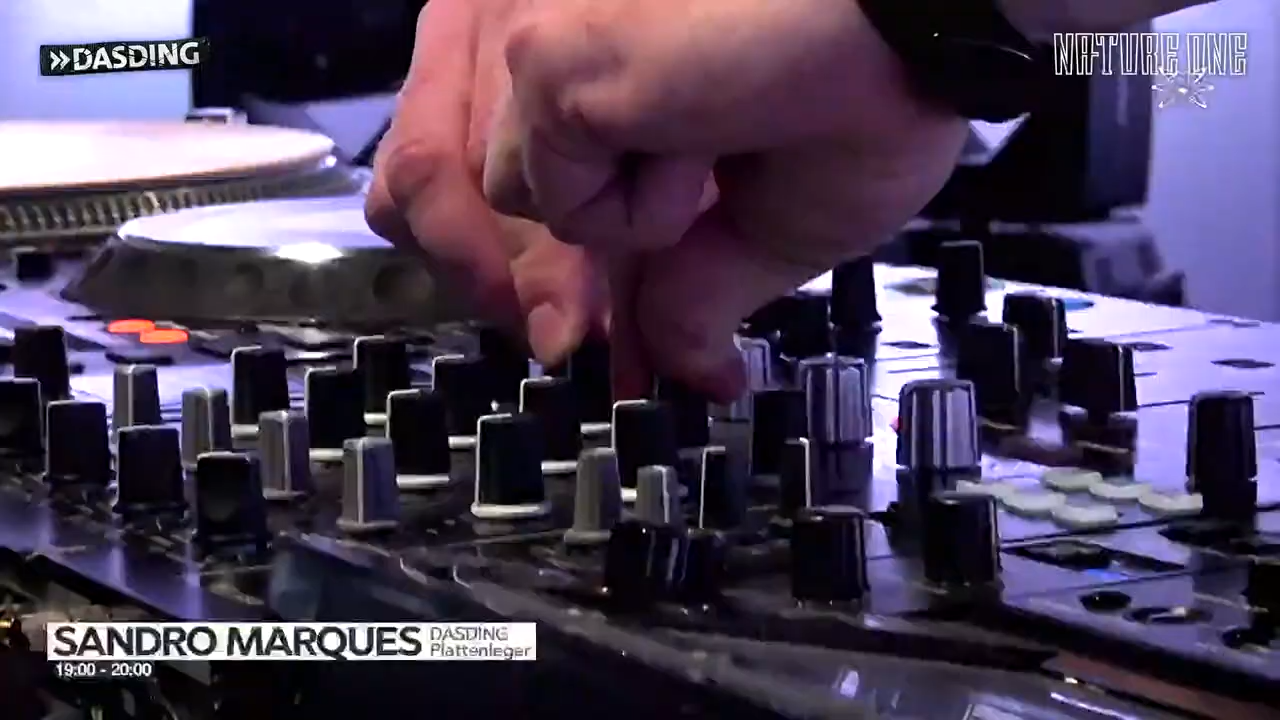 »DASDING
NATURE ONE
SANDRO MARQUES
DASDING
Plattenleger
19:00 - 20:00